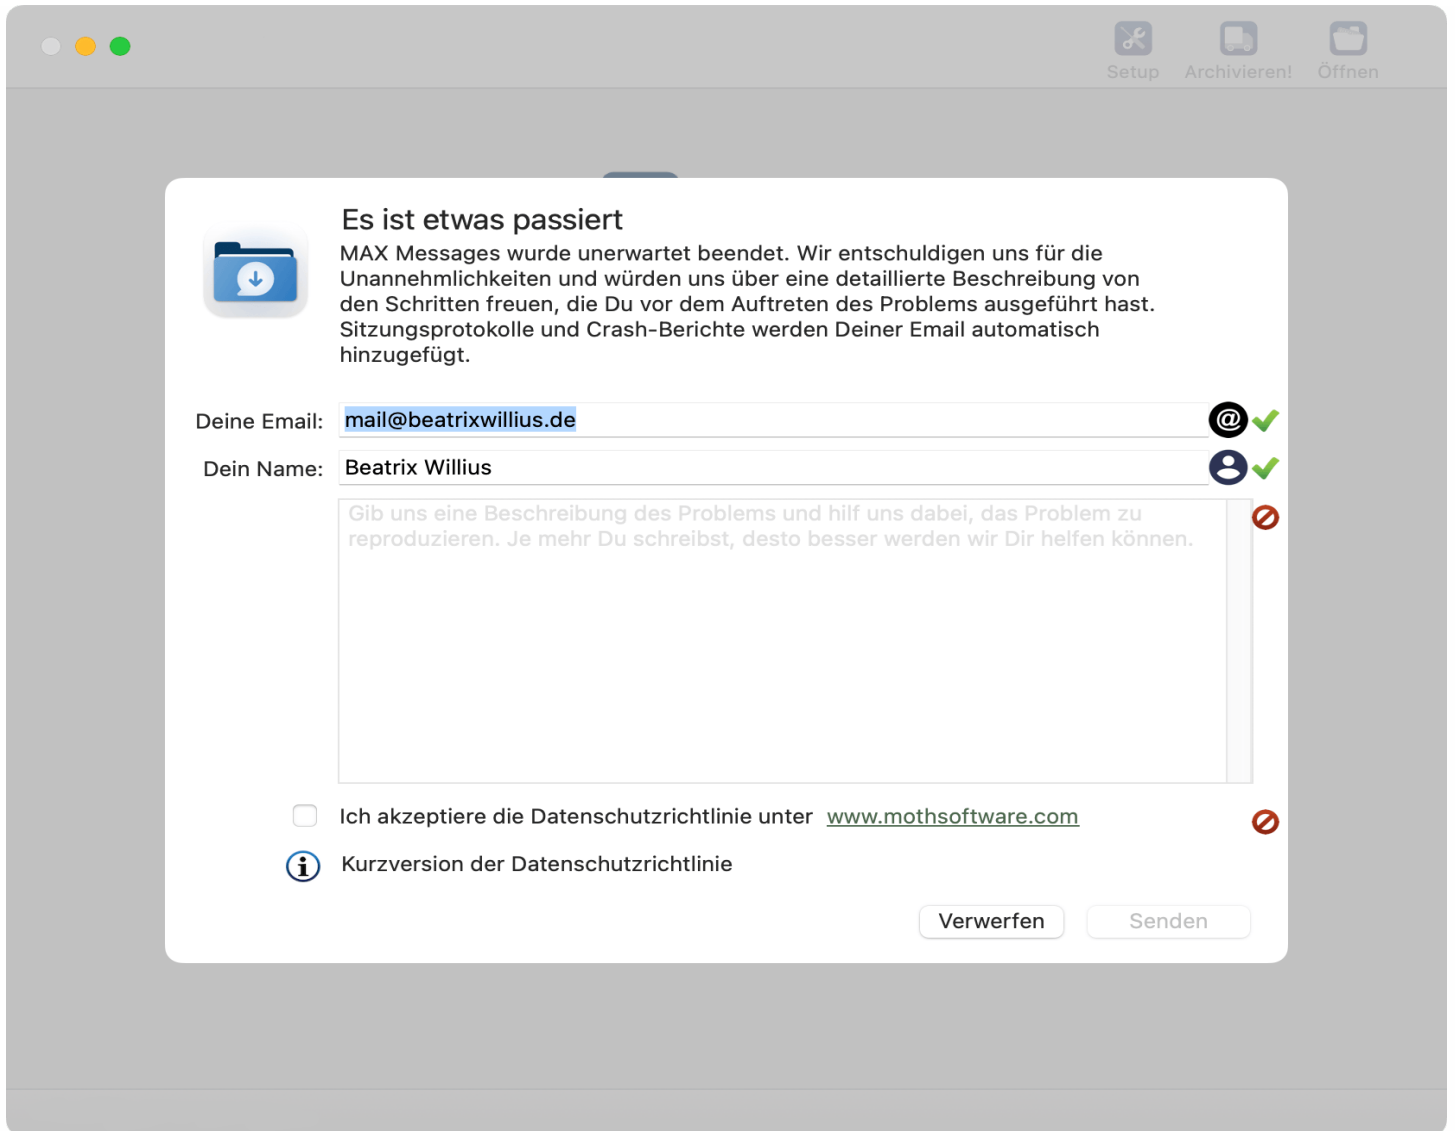 Setup
Archivieren!
Öffnen
Es ist etwas passiert
MAX Messages wurde unerwartet beendet. Wir entschuldigen uns für die
Unannehmlichkeiten und würden uns über eine detaillierte Beschreibung von
den Schritten freuen, die Du vor dem Auftreten des Problems ausgeführt hast.
Sitzungsprotokolle und Crash-Berichte werden Deiner Email automatisch
hinzugefügt.
Deine Email: mail@beatrixwillius.de
Dein Name: Beatrix Willius
Gib uns eine Beschreibung des Problems und hilf uns dabei, das Problem zu
reproduzieren. Je mehr Du schreibst, desto besser werden wir Dir helfen können.
Ich akzeptiere die Datenschutzrichtlinie unter www.mothsoftware.com
Kurzversion der Datenschutzrichtlinie
Verwerfen
Senden